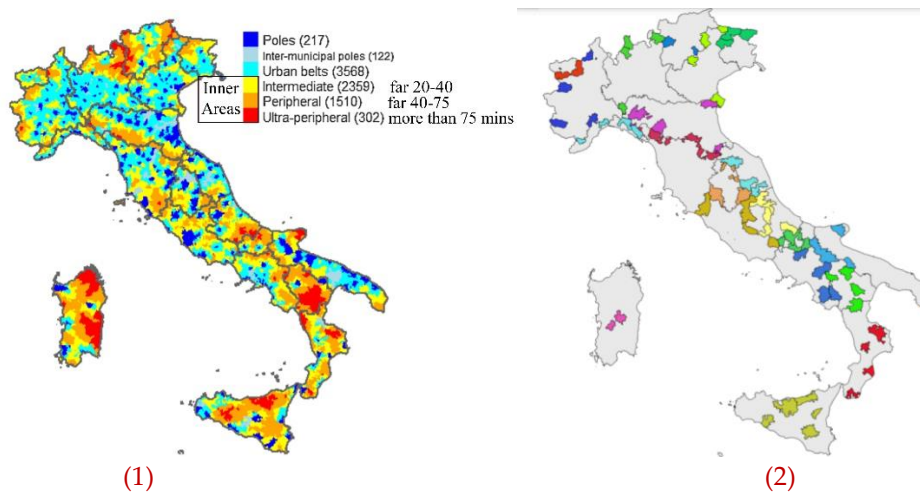 Poles (217)
Inter-municipal poles (122)
Urban belts (3568)
Inner Areas
Intermediate (2359) far 20-40
Peripheral (1510) far 40-75
Ultra-peripheral (302) more than 75 mins
(1) (2)